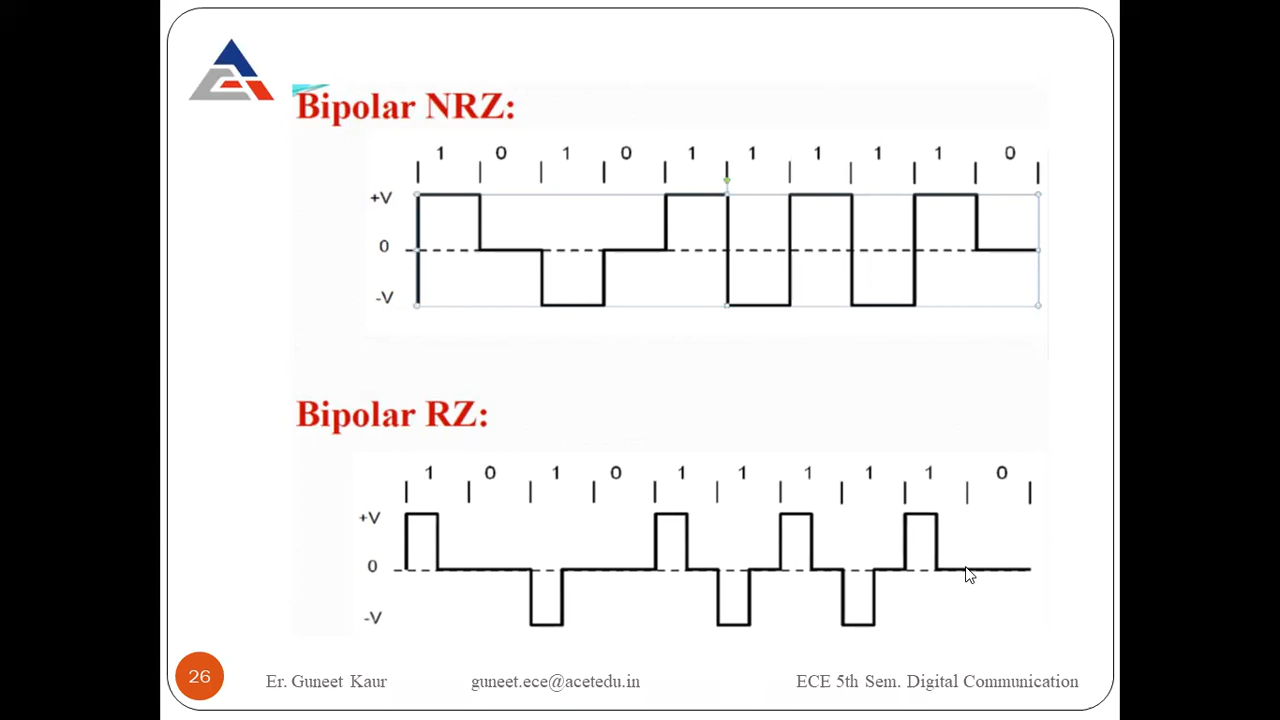 Bipolar NRZ:
1 0 1 0 1 1 1 1 1 0
+V
0
-V
Bipolar RZ:
1 0 1 0 1 1 1 1 1 0
+V
0
-V
26 Er. Guneet Kaur guneet.ece@acetedu.in ECE 5th Sem. Digital Communication